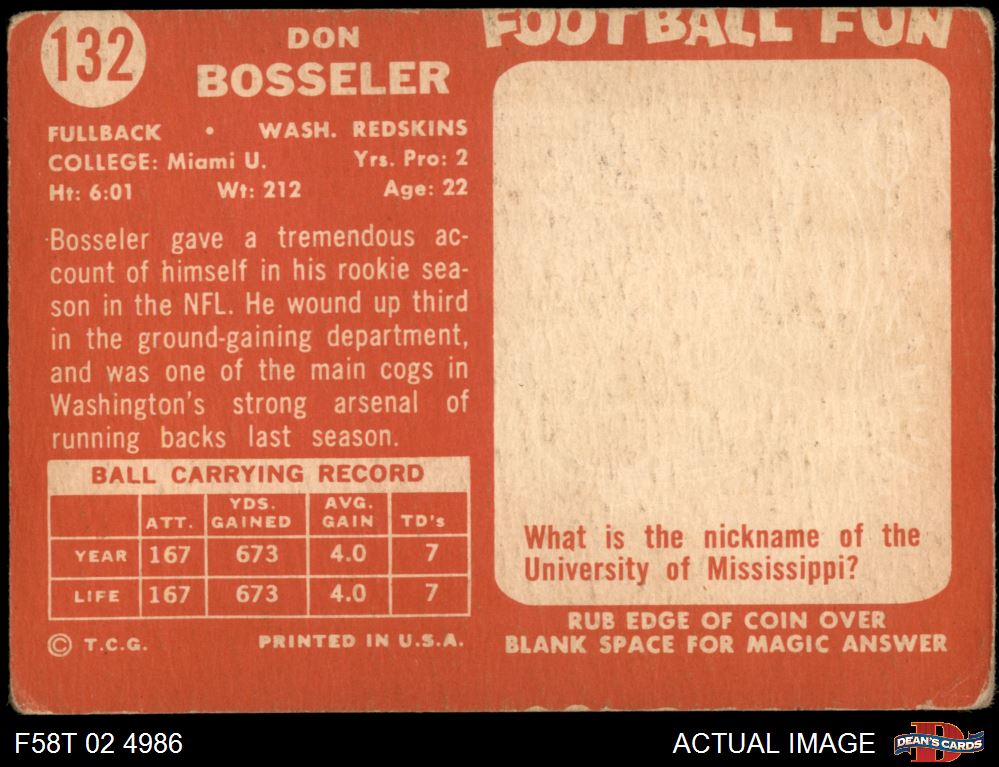 132
DON
BOSSELER
FULLBACK • WASH. REDSKINS
COLLEGE: Miami U. Yrs. Pro: 2
Ht: 6:01 Wt: 212 Age: 22
Bosseler gave a tremendous ac-
count of himself in his rookie sea-
son in the NFL. He wound up third
in the ground-gaining department,
and was one of the main cogs in
Washington's strong arsenal of
running backs last season.
BALL CARRYING RECORD
ATT. YDS. GAINED AVG. GAIN TD's
YEAR 167 673 4.0 7
LIFE 167 673 4.0 7
© T.C.G. PRINTED IN U.S.A.
FOOTBALL FUN
What is the nickname of the
University of Mississippi?
RUB EDGE OF COIN OVER
BLANK SPACE FOR MAGIC ANSWER
F58T 02 4986
ACTUAL IMAGE
DEAN'S CARDS